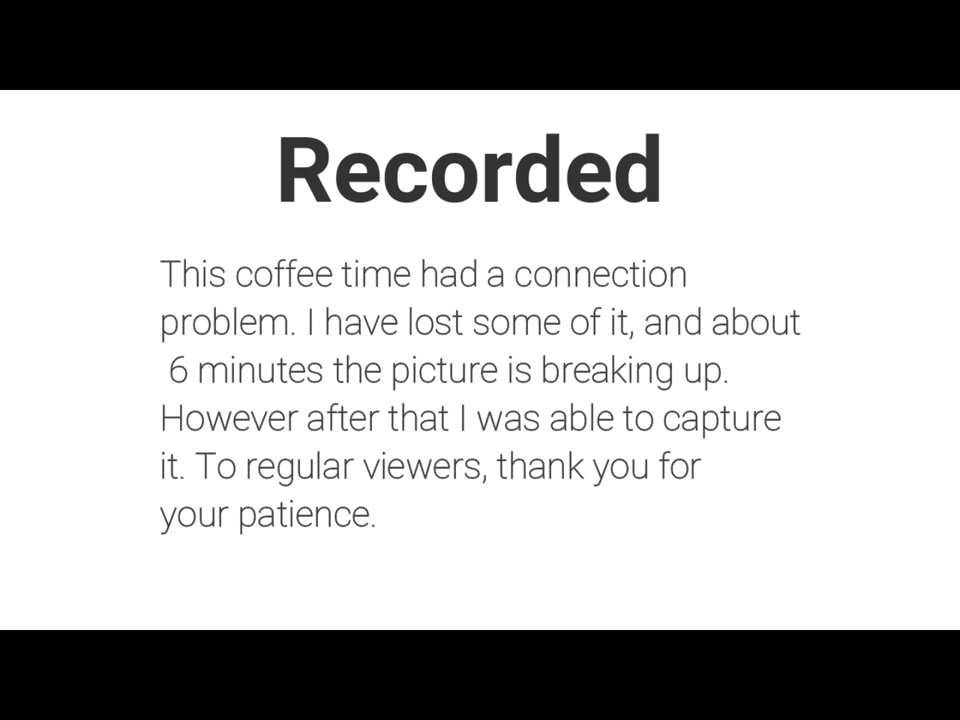 Recorded
This coffee time had a connection
problem. I have lost some of it, and about
6 minutes the picture is breaking up.
However after that I was able to capture
it. To regular viewers, thank you for
your patience.